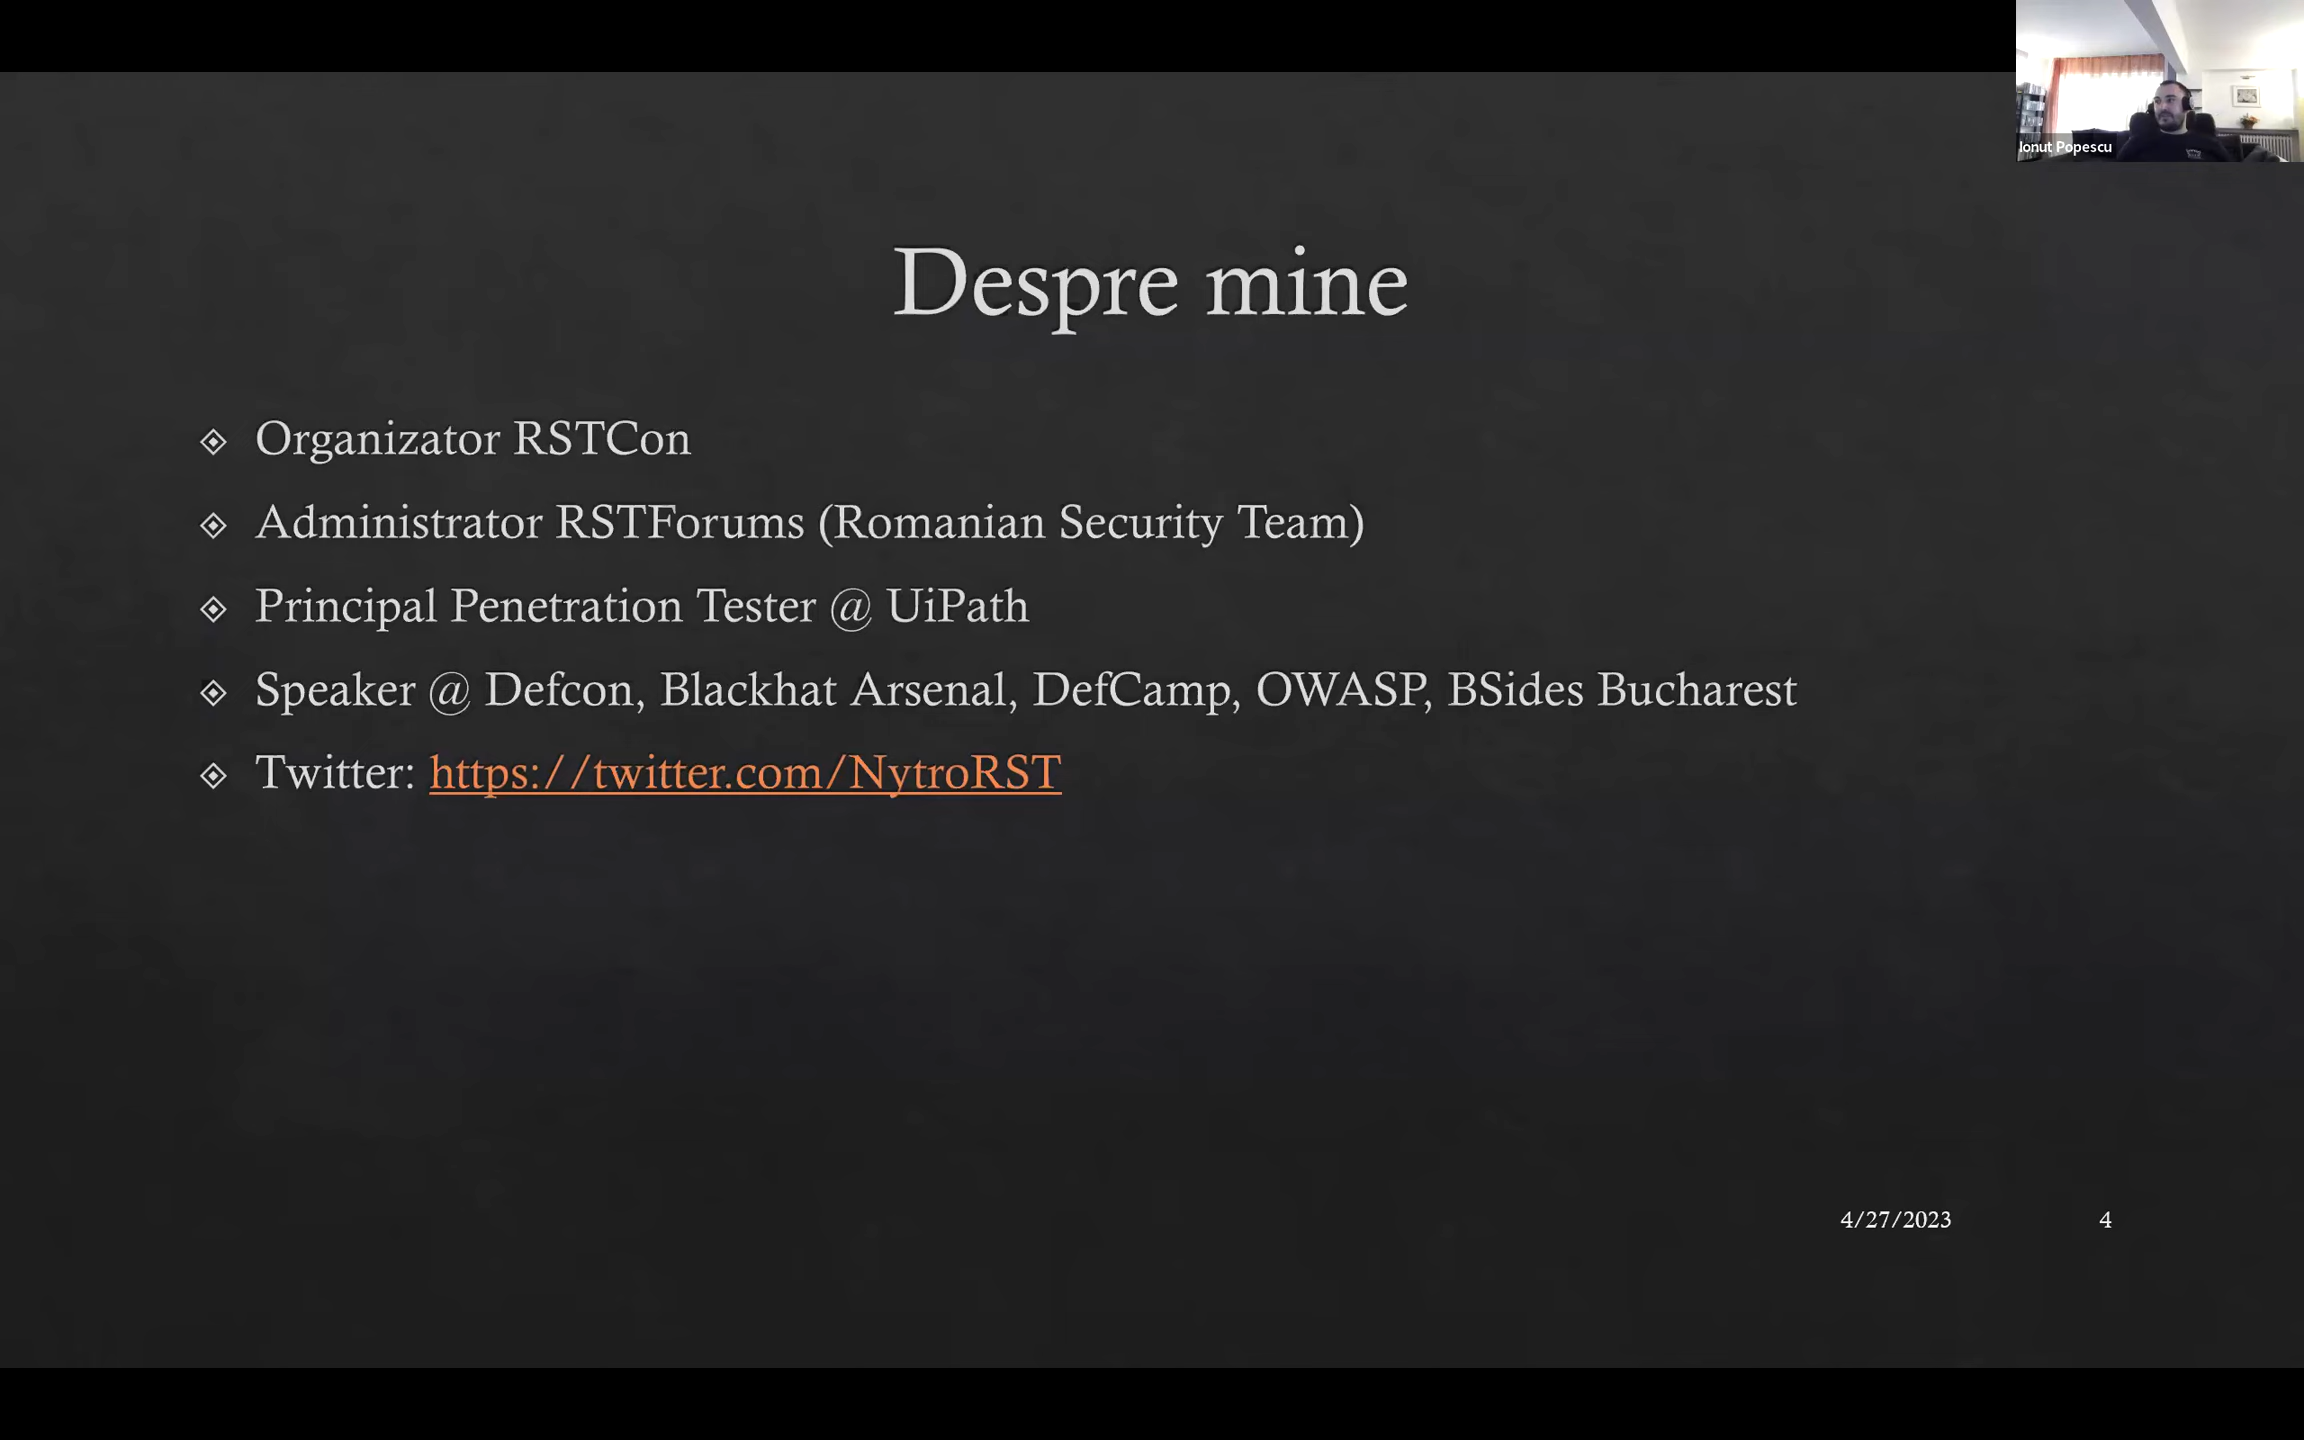 Ionut Popescu
Despre mine
Organizator RSTCon
Administrator RSTForums (Romanian Security Team)
Principal Penetration Tester @ UiPath
Speaker @ Defcon, Blackhat Arsenal, DefCamp, OWASP, BSides Bucharest
Twitter: https://twitter.com/NytroRST
4/27/2023
4